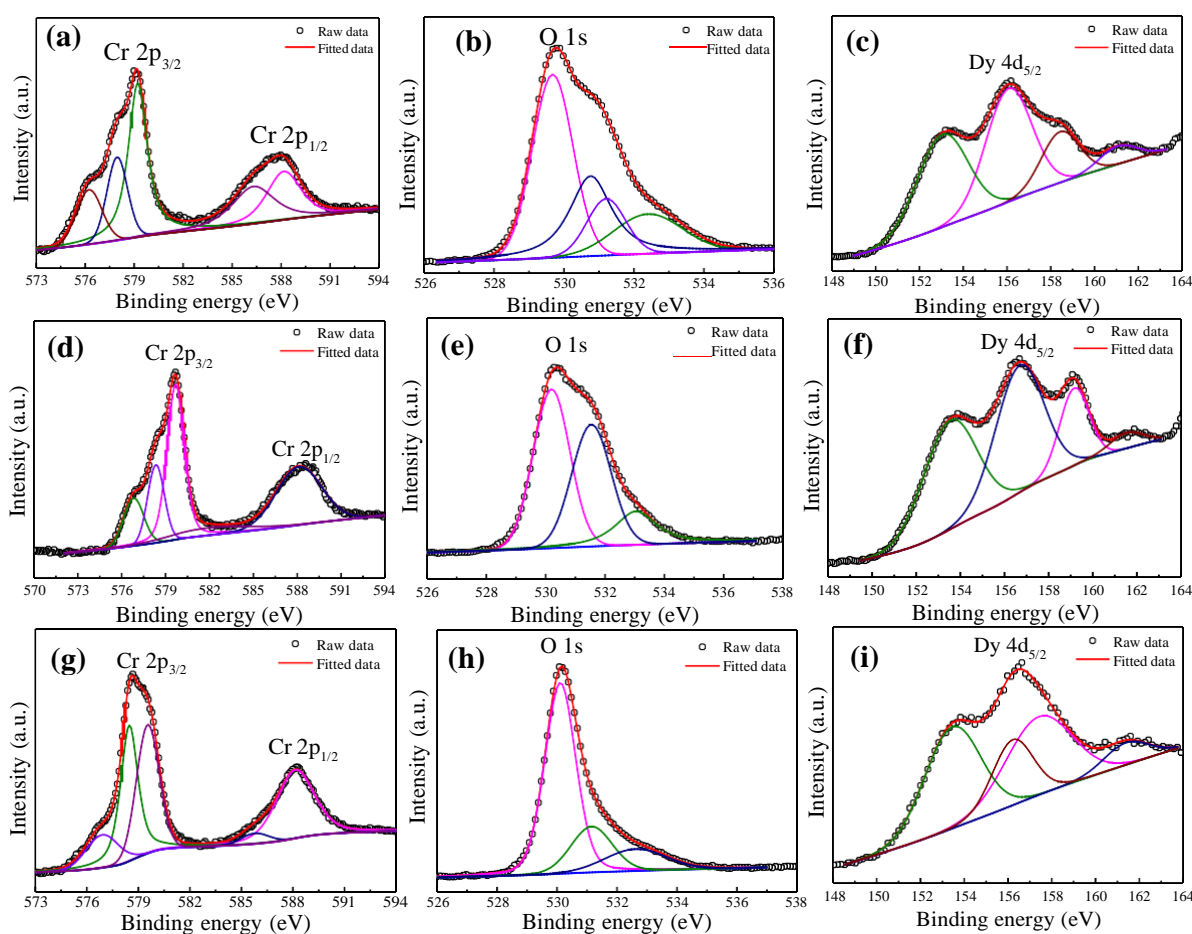 (a)
Cr 2p3/2
Cr 2p1/2
Raw data
Fitted data
Intensity (a.u.)
573 576 579 582 585 588 591 594
Binding energy (eV)
(b)
O 1s
Raw data
Fitted data
Intensity (a.u.)
526 528 530 532 534 536
Binding energy (eV)
(c)
Dy 4d5/2
Raw data
Fitted data
Intensity (a.u.)
148 150 152 154 156 158 160 162 164
Binding energy (eV)
(d)
Cr 2p3/2
Cr 2p1/2
Raw data
Fitted data
Intensity (a.u.)
570 573 576 579 582 585 588 591 594
Binding energy (eV)
(e)
O 1s
Raw data
Fitted data
Intensity (a.u.)
526 528 530 532 534 536 538
Binding energy (eV)
(f)
Dy 4d5/2
Raw data
Fitted data
Intensity (a.u.)
148 150 152 154 156 158 160 162 164
Binding energy (eV)
(g)
Cr 2p3/2
Cr 2p1/2
Raw data
Fitted data
Intensity (a.u.)
573 576 579 582 585 588 591 594
Binding energy (eV)
(h)
O 1s
Raw data
Fitted data
Intensity (a.u.)
526 528 530 532 534 536 538
Binding energy (eV)
(i)
Dy 4d5/2
Raw data
Fitted data
Intensity (a.u.)
148 150 152 154 156 158 160 162 164
Binding energy (eV)